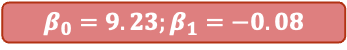 β₀ = 9.23; β₁ = −0.08